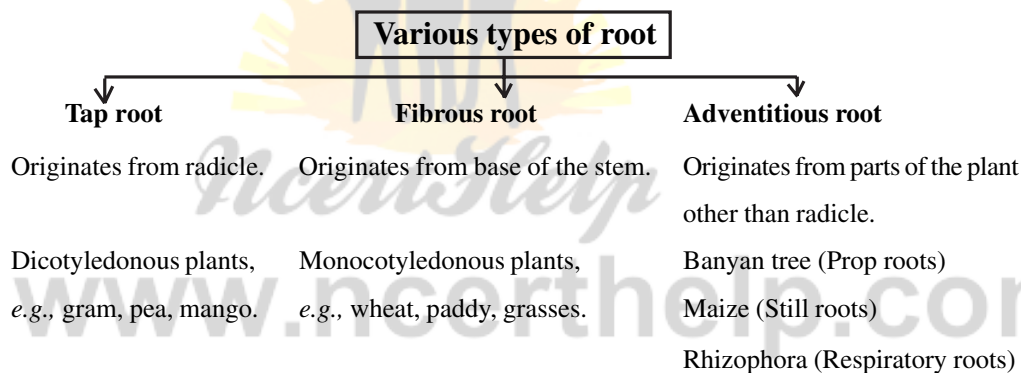 Various types of root
Tap root
Originates from radicle.
Dicotyledonous plants,
e.g., gram, pea, mango.
Fibrous root
Originates from base of the stem.
Monocotyledonous plants,
e.g., wheat, paddy, grasses.
Adventitious root
Originates from parts of the plant
other than radicle.
Banyan tree (Prop roots)
Maize (Still roots)
Rhizophora (Respiratory roots)
ncertHelp
www.ncerthelp.com